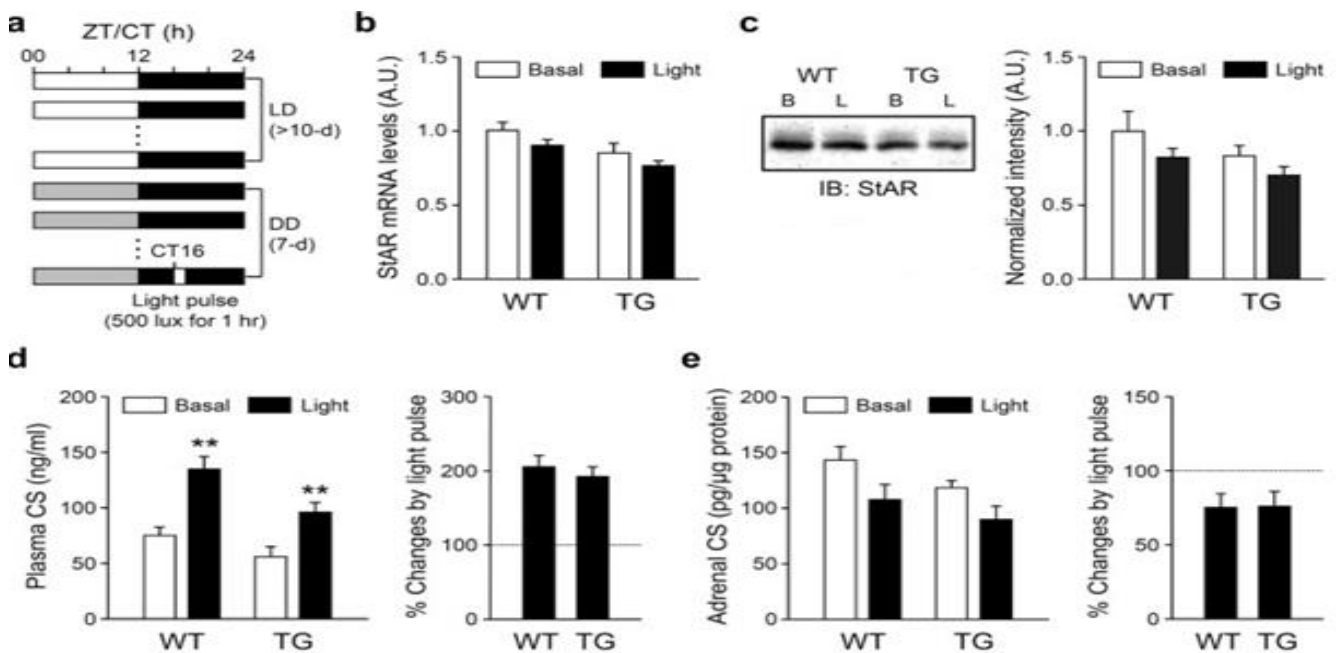 a
ZT/CT (h)
00 12 24
LD
(>10-d)
DD
(7-d)
CT16
Light pulse
(500 lux for 1 hr)
b
StAR mRNA levels (A.U.)
1.5
1.0
0.5
0.0
Basal Light
WT TG
c
WT TG
B L B L
IB: StAR
Normalized intensity (A.U.)
1.5
1.0
0.5
0.0
Basal Light
WT TG
d
Plasma CS (ng/ml)
200
150
100
50
0
Basal Light
** **
WT TG
% Changes by light pulse
300
200
100
0
WT TG
e
Adrenal CS (pg/µg protein)
200
150
100
50
0
Basal Light
WT TG
% Changes by light pulse
150
100
50
0
WT TG